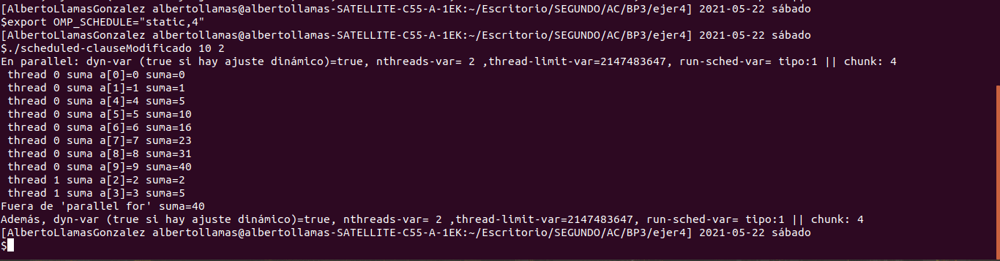 [AlbertoLlamasGonzalez albertollamas@albertollamas-SATELLITE-C55-A-1EK:~/Escritorio/SEGUNDO/AC/BP3/ejer4] 2021-05-22 sábado
$export OMP_SCHEDULE="static,4"
[AlbertoLlamasGonzalez albertollamas@albertollamas-SATELLITE-C55-A-1EK:~/Escritorio/SEGUNDO/AC/BP3/ejer4] 2021-05-22 sábado
$./scheduled-clauseModificado 10 2
En parallel: dyn-var (true si hay ajuste dinámico)=true, nthreads-var= 2 ,thread-limit-var=2147483647, run-sched-var= tipo:1 || chunk: 4
 thread 0 suma a[0]=0 suma=0
 thread 0 suma a[1]=1 suma=1
 thread 0 suma a[4]=4 suma=5
 thread 0 suma a[5]=5 suma=10
 thread 0 suma a[6]=6 suma=16
 thread 0 suma a[7]=7 suma=23
 thread 0 suma a[8]=8 suma=31
 thread 0 suma a[9]=9 suma=40
 thread 1 suma a[2]=2 suma=2
 thread 1 suma a[3]=3 suma=5
Fuera de 'parallel for' suma=40
Además, dyn-var (true si hay ajuste dinámico)=true, nthreads-var= 2 ,thread-limit-var=2147483647, run-sched-var= tipo:1 || chunk: 4
[AlbertoLlamasGonzalez albertollamas@albertollamas-SATELLITE-C55-A-1EK:~/Escritorio/SEGUNDO/AC/BP3/ejer4] 2021-05-22 sábado
$